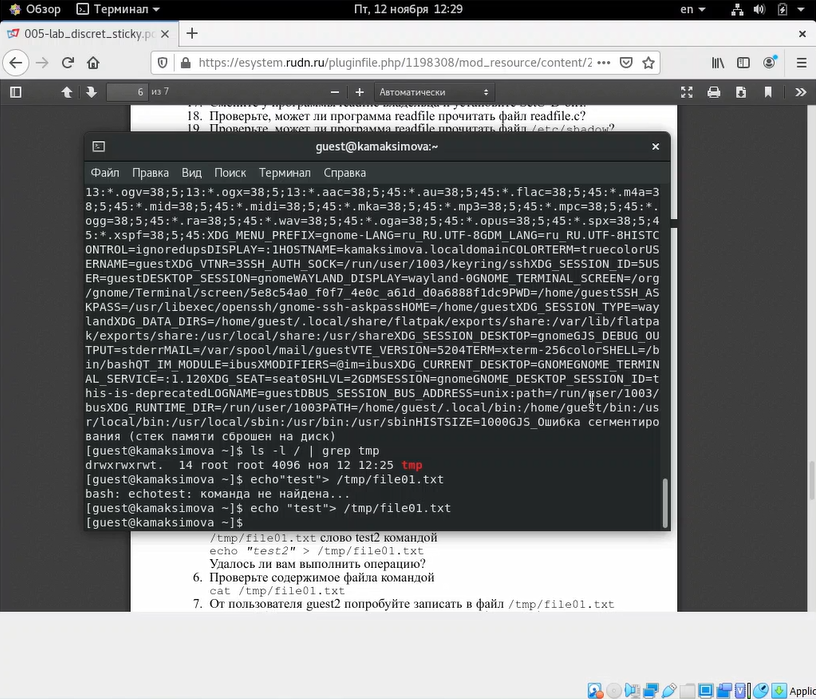 Обзор Терминал Пт, 12 ноября 12:29 en
005-lab_discret_sticky.pd
https://esystem.rudn.ru/pluginfile.php/1198308/mod_resource/content/2
6 из 7 Автоматически
18. Проверьте, может ли программа readfile прочитать файл readfile.c?
19. Проверьте, может ли программа readfile прочитать файл /etc/shadow?
guest@kamaksimova:~
Файл Правка Вид Поиск Терминал Справка
13:*.ogv=38;5;13:*.ogx=38;5;13:*.aac=38;5;45:*.au=38;5;45:*.flac=38;5;45:*.m4a=3
8;5;45:*.mid=38;5;45:*.midi=38;5;45:*.mka=38;5;45:*.mp3=38;5;45:*.mpc=38;5;45:*.
ogg=38;5;45:*.ra=38;5;45:*.wav=38;5;45:*.oga=38;5;45:*.opus=38;5;45:*.spx=38;5;4
5:*.xspf=38;5;45:XDG_MENU_PREFIX=gnome-LANG=ru_RU.UTF-8GDM_LANG=ru_RU.UTF-8HISTC
ONTROL=ignoredupsDISPLAY=:1HOSTNAME=kamaksimova.localdomainCOLORTERM=truecolorUS
ERNAME=guestXDG_VTNR=3SSH_AUTH_SOCK=/run/user/1003/keyring/sshXDG_SESSION_ID=5US
ER=guestDESKTOP_SESSION=gnomeWAYLAND_DISPLAY=wayland-0GNOME_TERMINAL_SCREEN=/org
/gnome/Terminal/screen/5e8c54a0_f0f7_4e0c_a61d_d0a6888f1dc9PWD=/home/guestSSH_AS
KPASS=/usr/libexec/openssh/gnome-ssh-askpassHOME=/home/guestXDG_SESSION_TYPE=way
landXDG_DATA_DIRS=/home/guest/.local/share/flatpak/exports/share:/var/lib/flatpa
k/exports/share:/usr/local/share:/usr/shareXDG_SESSION_DESKTOP=gnomeGJS_DEBUG_OU
TPUT=stderrMAIL=/var/spool/mail/guestVTE_VERSION=5204TERM=xterm-256colorSHELL=/b
in/bashQT_IM_MODULE=ibusXMODIFIERS=@im=ibusXDG_CURRENT_DESKTOP=GNOMEGNOME_TERMIN
AL_SERVICE=:1.120XDG_SEAT=seat0SHLVL=2GDMSESSION=gnomeGNOME_DESKTOP_SESSION_ID=t
his-is-deprecatedLOGNAME=guestDBUS_SESSION_BUS_ADDRESS=unix:path=/run/user/1003/
busXDG_RUNTIME_DIR=/run/user/1003PATH=/home/guest/.local/bin:/home/guest/bin:/us
r/local/bin:/usr/local/sbin:/usr/bin:/usr/sbinHISTSIZE=1000GJS_Ошибка сегментиро
вания (стек памяти сброшен на диск)
[guest@kamaksimova ~]$ ls -l / | grep tmp
drwxrwxrwt. 14 root root 4096 ноя 12 12:25 tmp
[guest@kamaksimova ~]$ echo"test"> /tmp/file01.txt
bash: echotest: команда не найдена...
[guest@kamaksimova ~]$ echo "test"> /tmp/file01.txt
[guest@kamaksimova ~]$
/tmp/file01.txt слово test2 командой
echo "test2" > /tmp/file01.txt
Удалось ли вам выполнить операцию?
6. Проверьте содержимое файла командой
cat /tmp/file01.txt
7. От пользователя guest2 попробуйте записать в файл /tmp/file01.txt